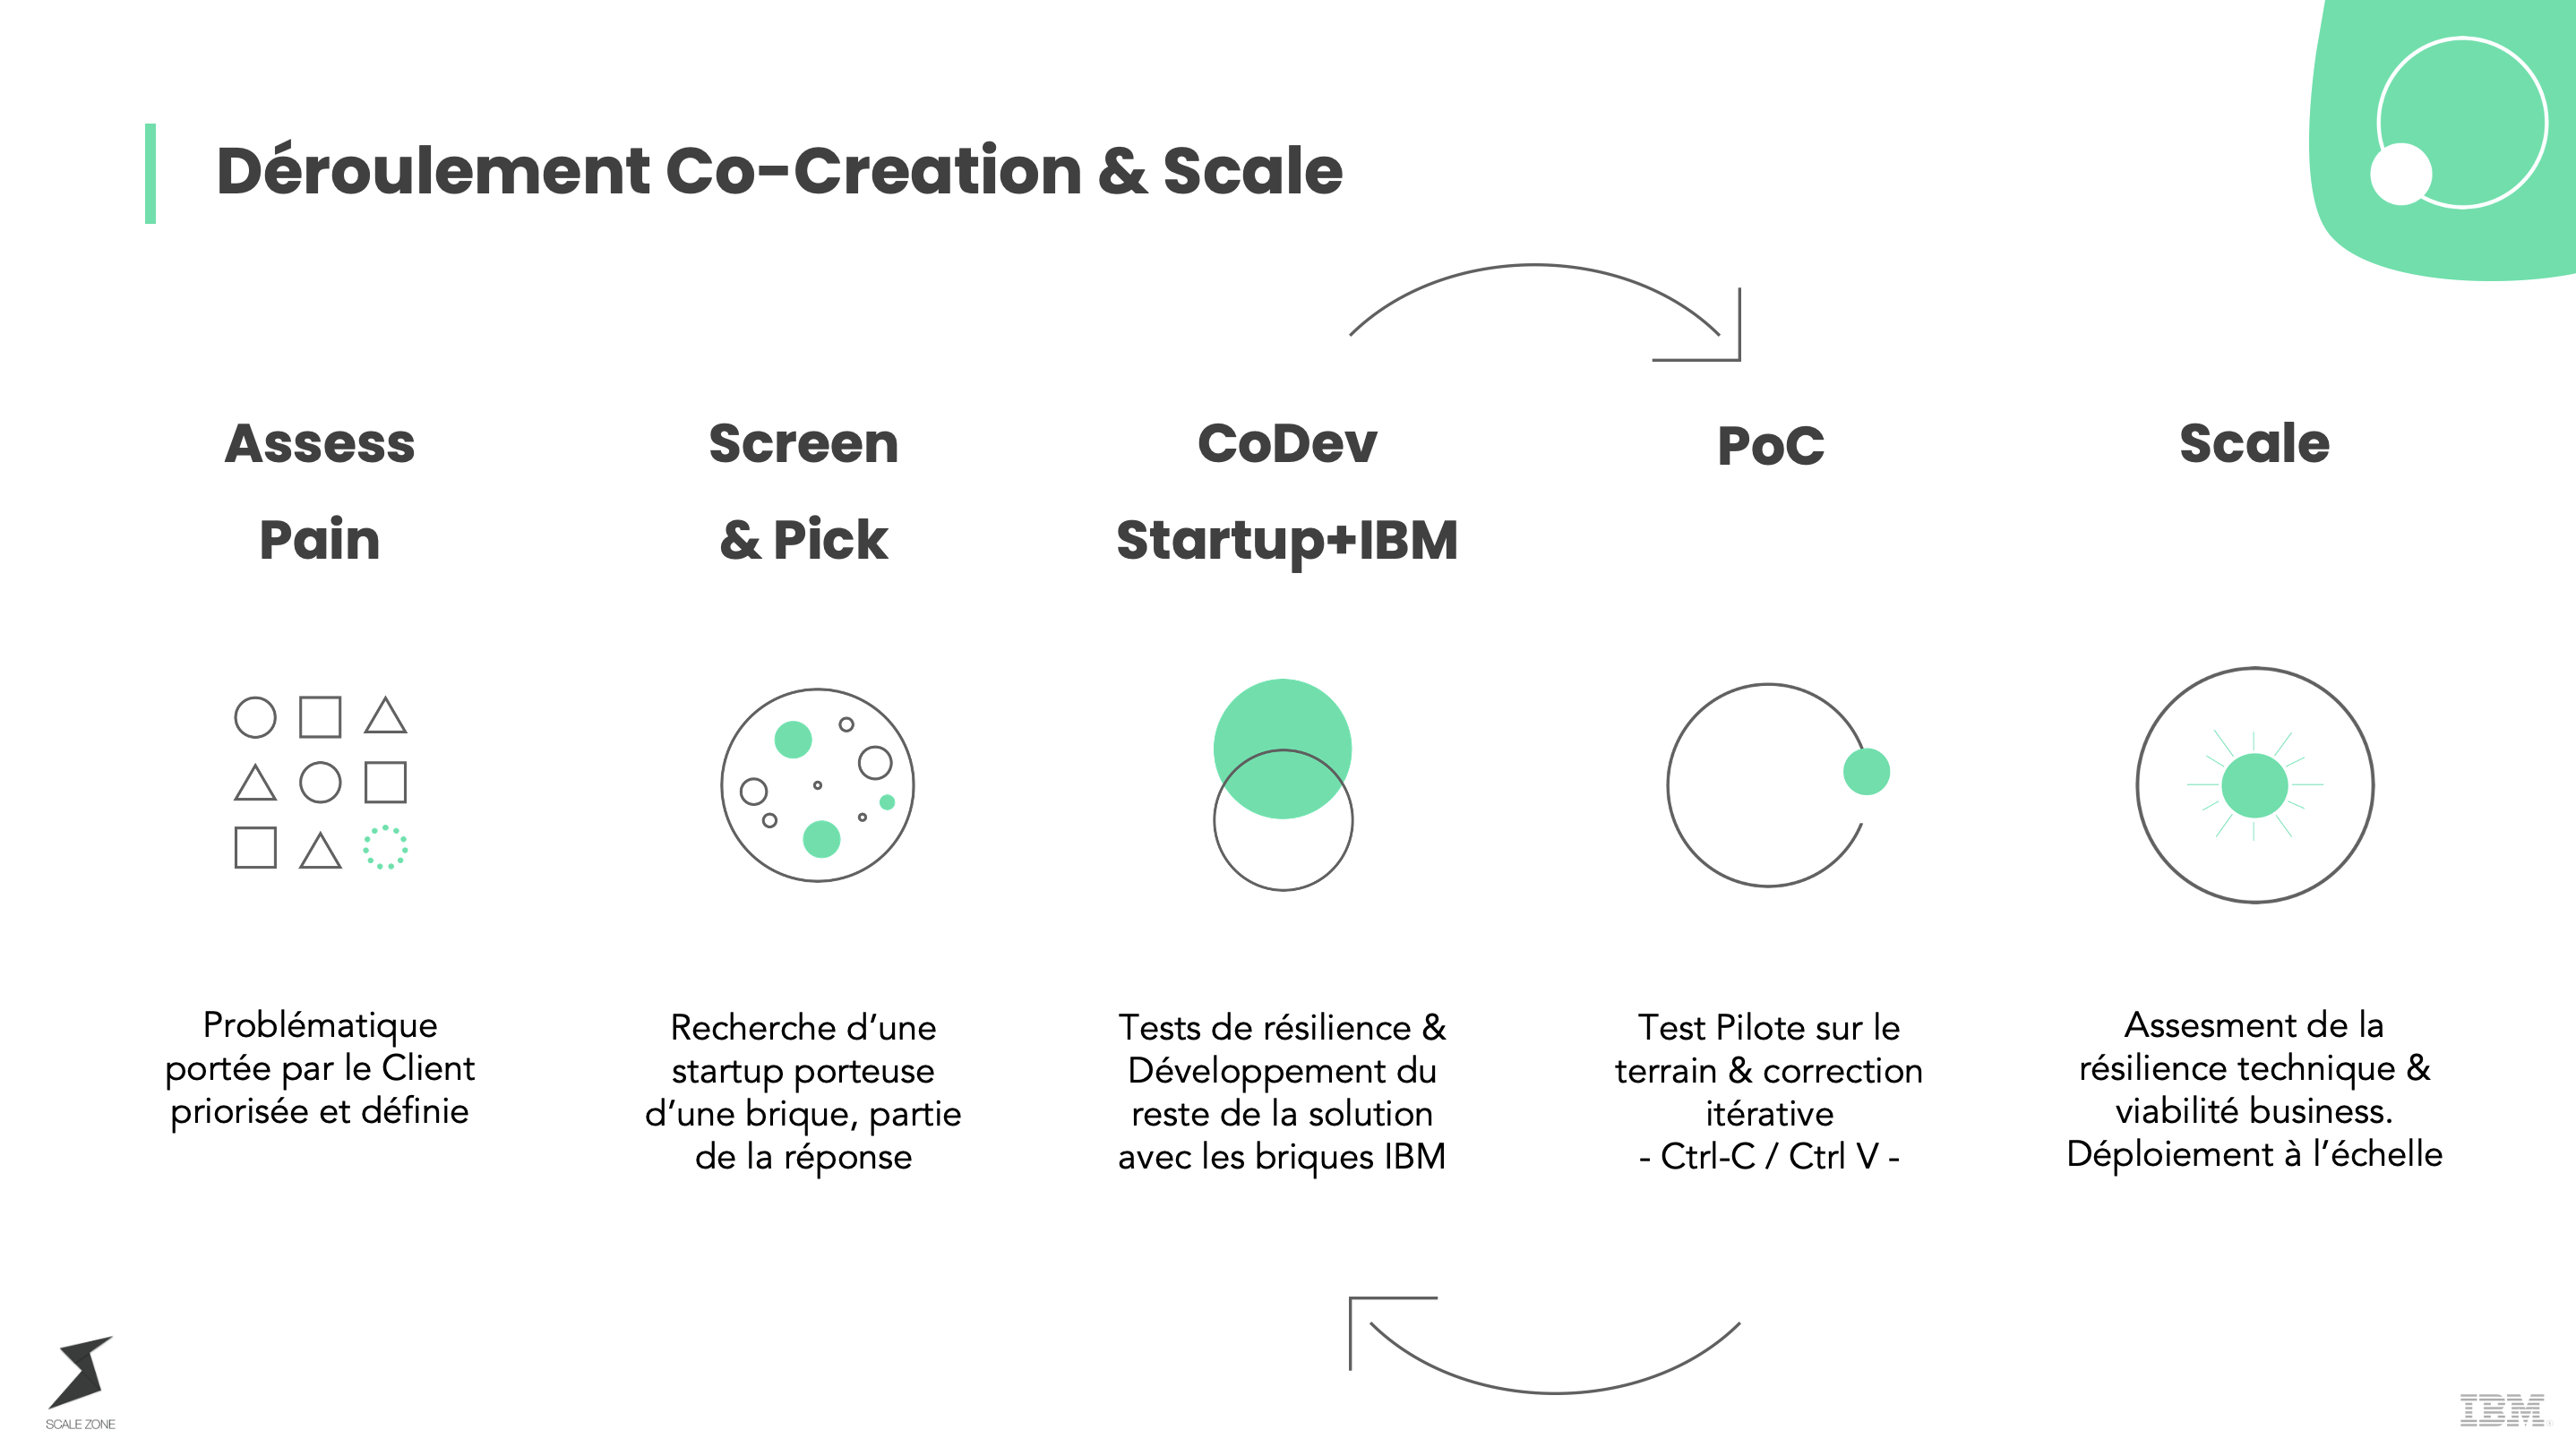 Déroulement Co-Creation & Scale
Assess
Pain
Screen
& Pick
CoDev
Startup+IBM
PoC
Scale
Problématique
portée par le Client
priorisée et définie
Recherche d’une
startup porteuse
d’une brique, partie
de la réponse
Tests de résilience &
Développement du
reste de la solution
avec les briques IBM
Test Pilote sur le
terrain & correction
itérative
- Ctrl-C / Ctrl V -
Assesment de la
résilience technique &
viabilité business.
Déploiement à l’échelle
SCALE ZONE
IBM